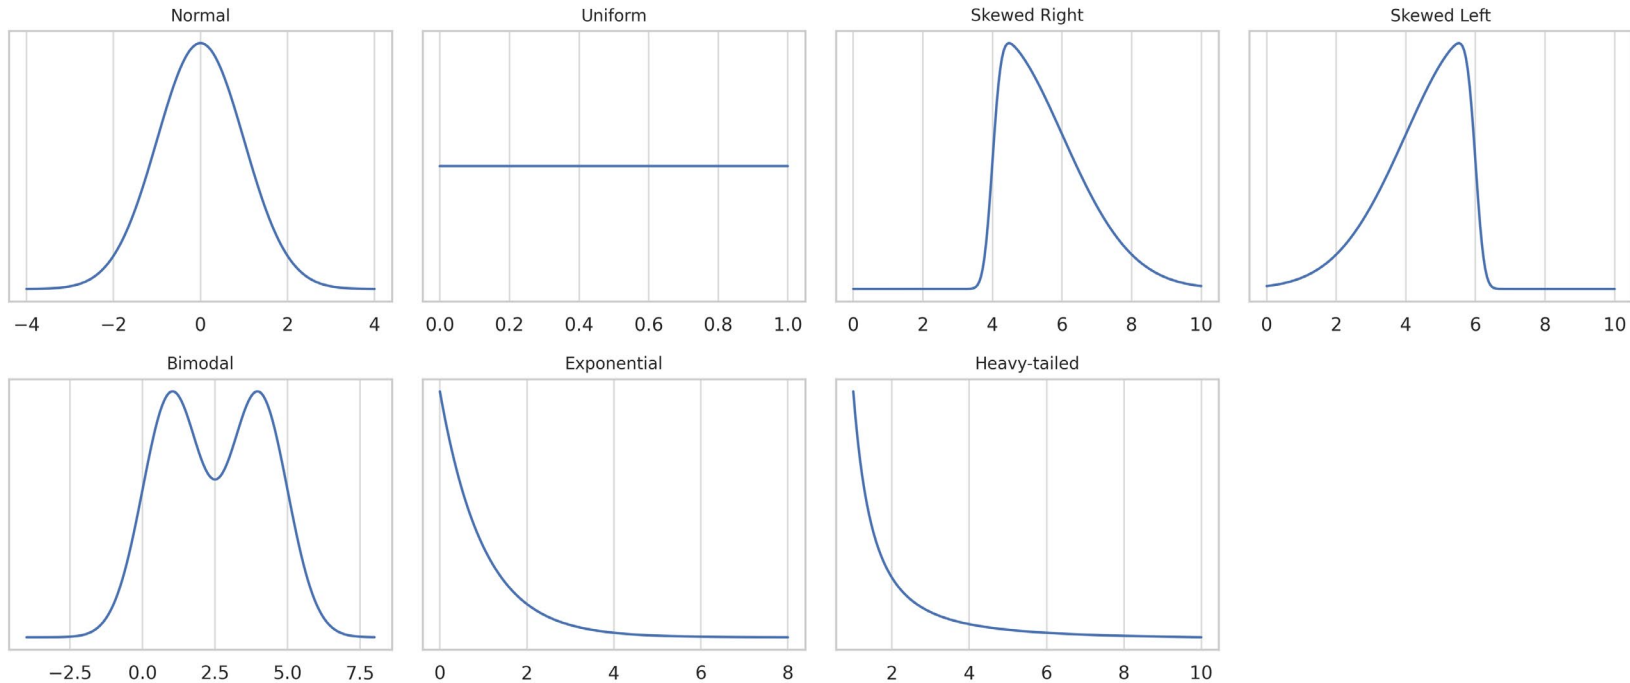 Normal
Uniform
Skewed Right
Skewed Left
−4 −2 0 2 4
0.0 0.2 0.4 0.6 0.8 1.0
0 2 4 6 8 10
0 2 4 6 8 10
Bimodal
Exponential
Heavy-tailed
−2.5 0.0 2.5 5.0 7.5
0 2 4 6 8
2 4 6 8 10